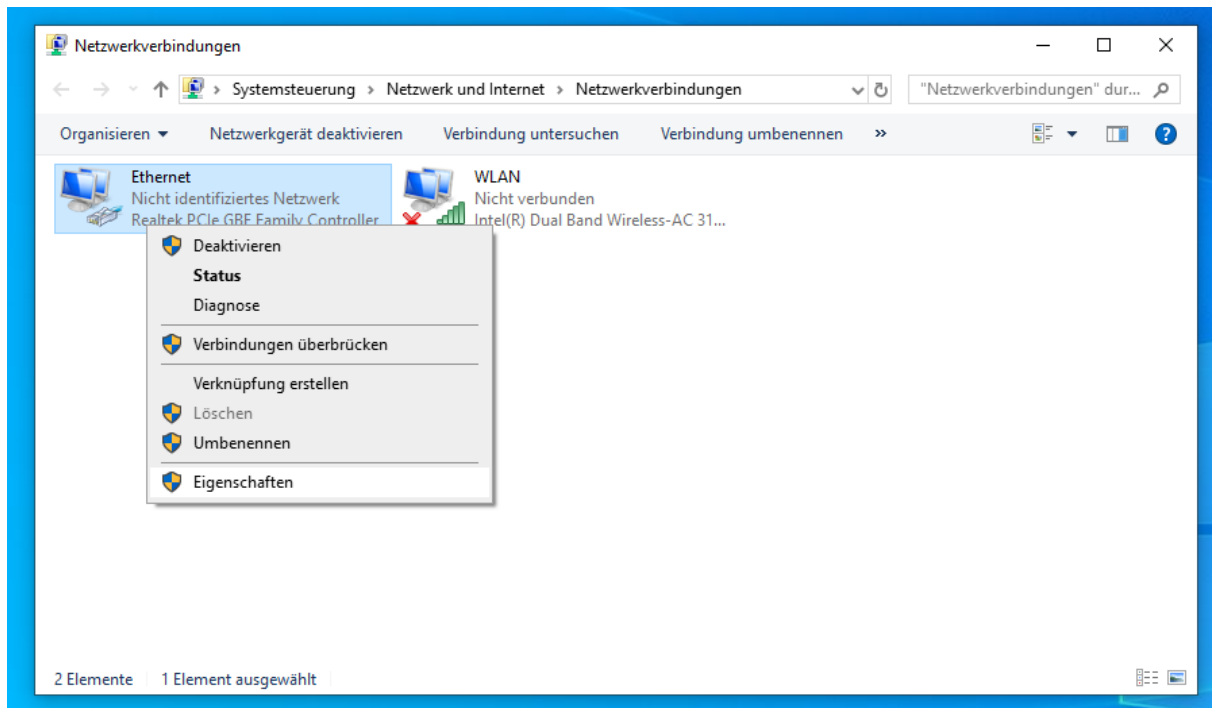 Netzwerkverbindungen
Systemsteuerung > Netzwerk und Internet > Netzwerkverbindungen
"Netzwerkverbindungen" dur...
Organisieren Netzwerkgerät deaktivieren Verbindung untersuchen Verbindung umbenennen »
Ethernet
Nicht identifiziertes Netzwerk
Realtek PCIe GBE Family Controller
WLAN
Nicht verbunden
Intel(R) Dual Band Wireless-AC 31...
Deaktivieren
Status
Diagnose
Verbindungen überbrücken
Verknüpfung erstellen
Löschen
Umbenennen
Eigenschaften
2 Elemente 1 Element ausgewählt